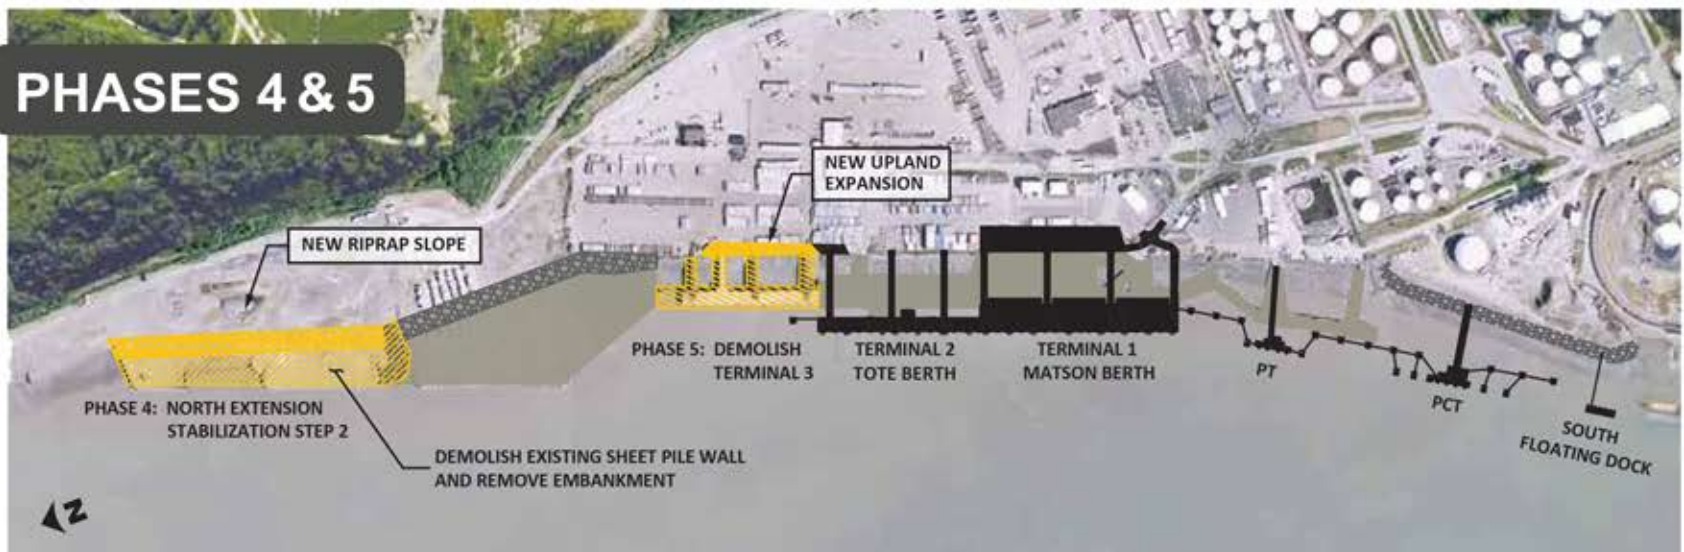 PHASES 4 & 5
NEW UPLAND
EXPANSION
NEW RIPRAP SLOPE
PHASE 5: DEMOLISH
TERMINAL 3
TERMINAL 2
TOTE BERTH
TERMINAL 1
MATSON BERTH
PT
PCT
SOUTH
FLOATING DOCK
PHASE 4: NORTH EXTENSION
STABILIZATION STEP 2
DEMOLISH EXISTING SHEET PILE WALL
AND REMOVE EMBANKMENT
N